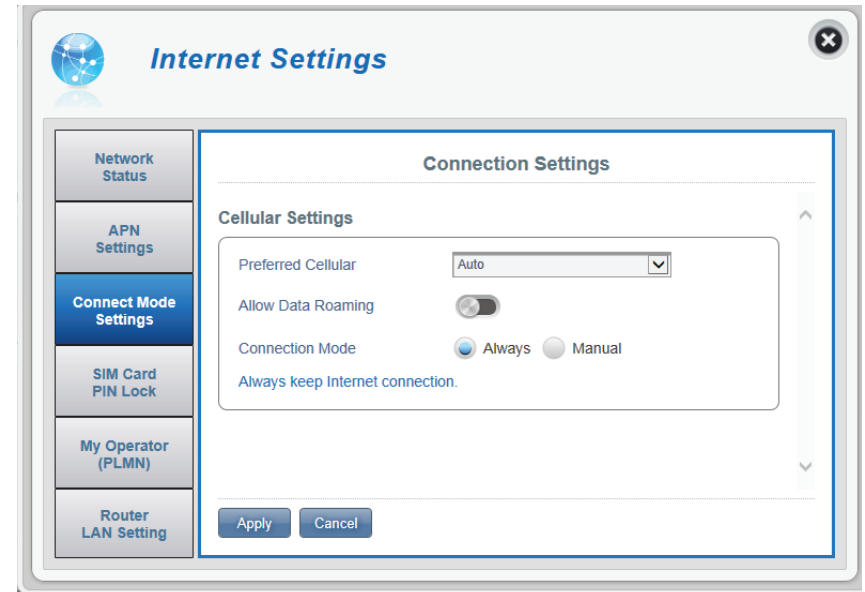 Internet Settings
Network
Status
APN
Settings
Connect Mode
Settings
SIM Card
PIN Lock
My Operator
(PLMN)
Router
LAN Setting
Connection Settings
Cellular Settings
Preferred Cellular
Auto
Allow Data Roaming
Connection Mode
Always
Manual
Always keep Internet connection.
Apply
Cancel